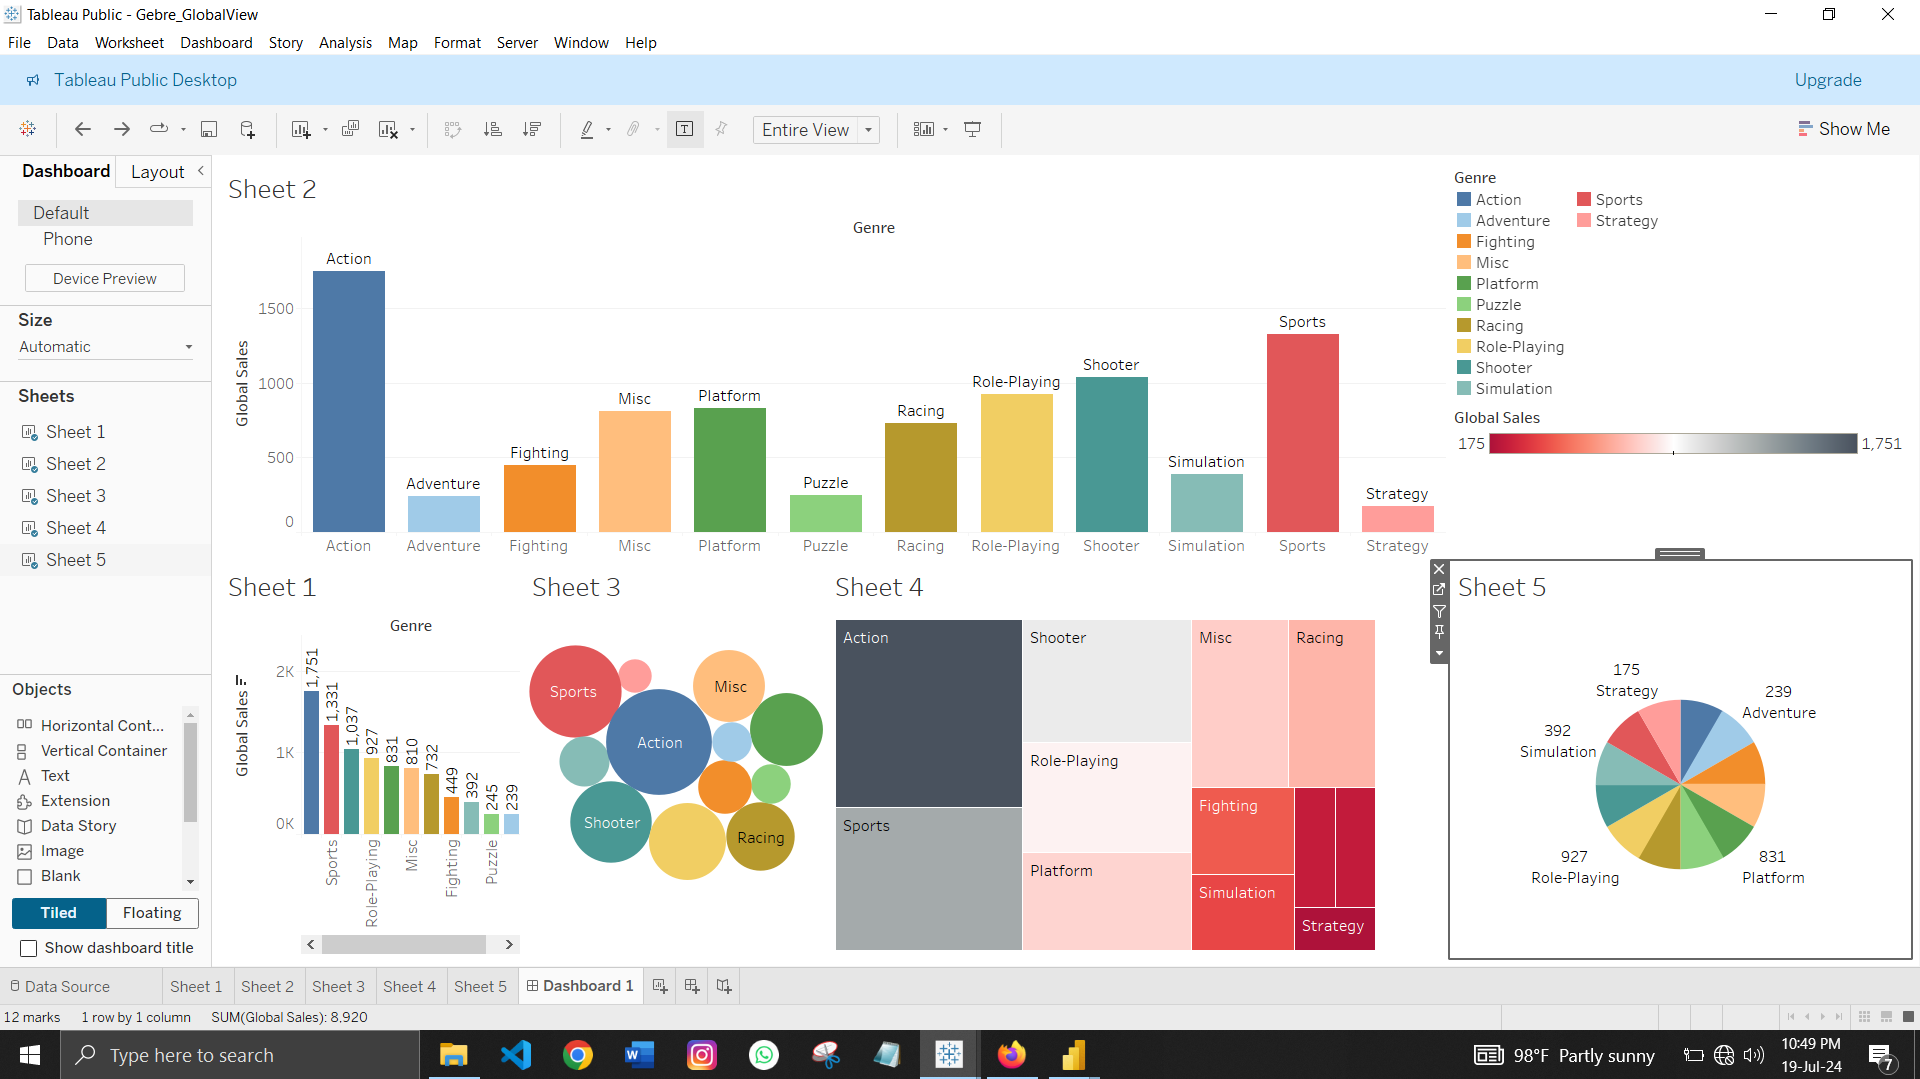 Tableau Public - Gebre_GlobalView
File Data Worksheet Dashboard Story Analysis Map Format Server Window Help
Tableau Public Desktop
Upgrade
Entire View
Show Me
Dashboard Layout
Default
Phone
Device Preview
Size
Automatic
Sheets
Sheet 1
Sheet 2
Sheet 3
Sheet 4
Sheet 5
Objects
Horizontal Cont...
Vertical Container
Text
Extension
Data Story
Image
Blank
Tiled Floating
Show dashboard title
Sheet 2
Genre
Global Sales
1500
1000
500
0
Action
Adventure
Fighting
Misc
Platform
Puzzle
Racing
Role-Playing
Shooter
Simulation
Sports
Strategy
Action Adventure Fighting Misc Platform Puzzle Racing Role-Playing Shooter Simulation Sports Strategy
Genre
Action Sports
Adventure Strategy
Fighting
Misc
Platform
Puzzle
Racing
Role-Playing
Shooter
Simulation
Global Sales
175 1,751
Sheet 1
Genre
Global Sales
2K
1K
0K
1,751
1,331
1,037
927
831
810
732
449
392
245
239
Sports
Role-Playing
Misc
Fighting
Puzzle
Sheet 3
Sports
Misc
Action
Shooter
Racing
Sheet 4
Action
Sports
Shooter
Role-Playing
Platform
Misc
Racing
Fighting
Simulation
Strategy
Sheet 5
175
Strategy
239
Adventure
392
Simulation
927
Role-Playing
831
Platform
Data Source Sheet 1 Sheet 2 Sheet 3 Sheet 4 Sheet 5 Dashboard 1
12 marks 1 row by 1 column SUM(Global Sales): 8,920
Type here to search
98°F Partly sunny
10:49 PM
19-Jul-24
7